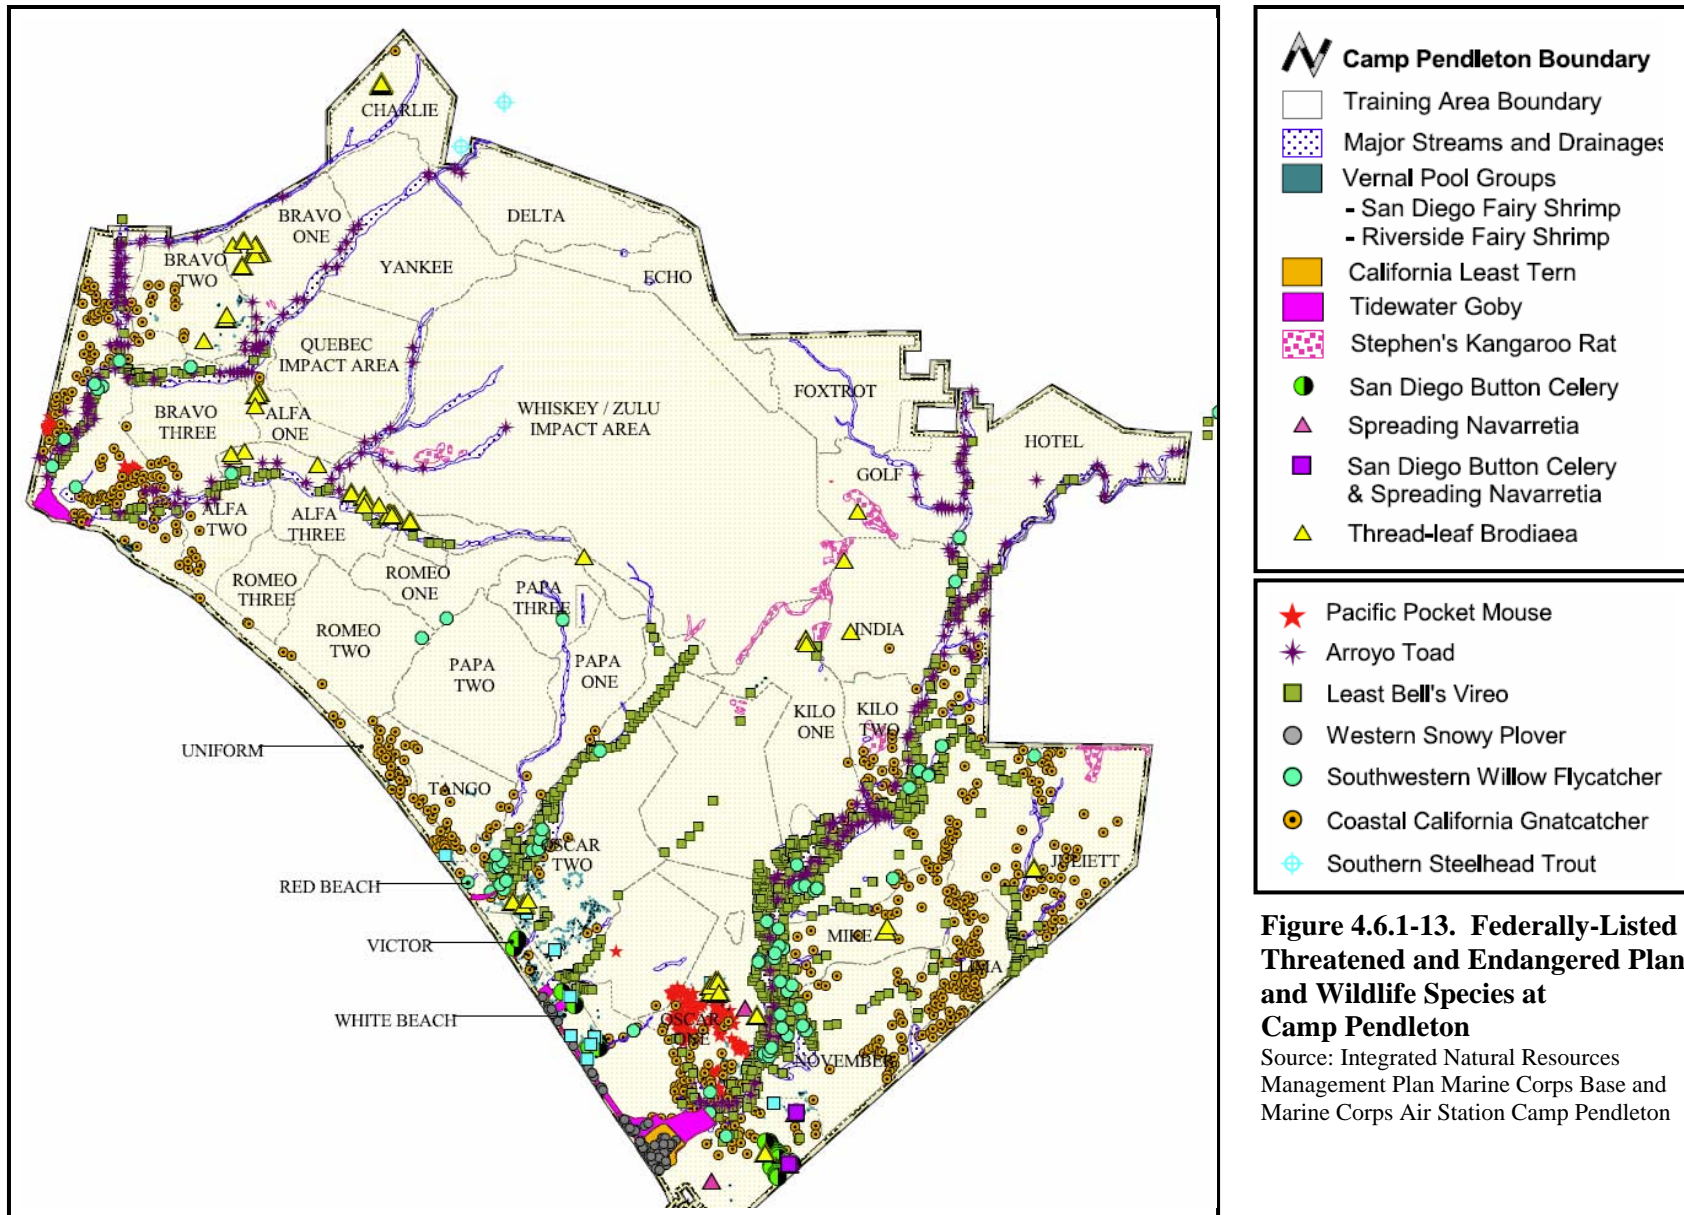 CHARLIE
BRAVO
ONE
DELTA
BRAVO
TWO
YANKEE
ECHO
QUEBEC
IMPACT AREA
FOXTROT
WHISKEY / ZULU
IMPACT AREA
BRAVO
THREE
ALFA
ONE
HOTEL
GOLF
ALFA
TWO
ALFA
THREE
ROMEO
THREE
ROMEO
ONE
PAPA
THREE
ROMEO
TWO
INDIA
PAPA
TWO
PAPA
ONE
KILO
ONE
KILO
TWO
UNIFORM
TANGO
OSCAR
TWO
JULIETT
RED BEACH
VICTOR
MIKE
LIMA
WHITE BEACH
OSCAR
ONE
NOVEMBER
Camp Pendleton Boundary
Training Area Boundary
Major Streams and Drainages
Vernal Pool Groups
- San Diego Fairy Shrimp
- Riverside Fairy Shrimp
California Least Tern
Tidewater Goby
Stephen's Kangaroo Rat
San Diego Button Celery
Spreading Navarretia
San Diego Button Celery
& Spreading Navarretia
Thread-leaf Brodiaea
Pacific Pocket Mouse
Arroyo Toad
Least Bell's Vireo
Western Snowy Plover
Southwestern Willow Flycatcher
Coastal California Gnatcatcher
Southern Steelhead Trout
Figure 4.6.1-13. Federally-Listed
Threatened and Endangered Plan
and Wildlife Species at
Camp Pendleton
Source: Integrated Natural Resources
Management Plan Marine Corps Base and
Marine Corps Air Station Camp Pendleton